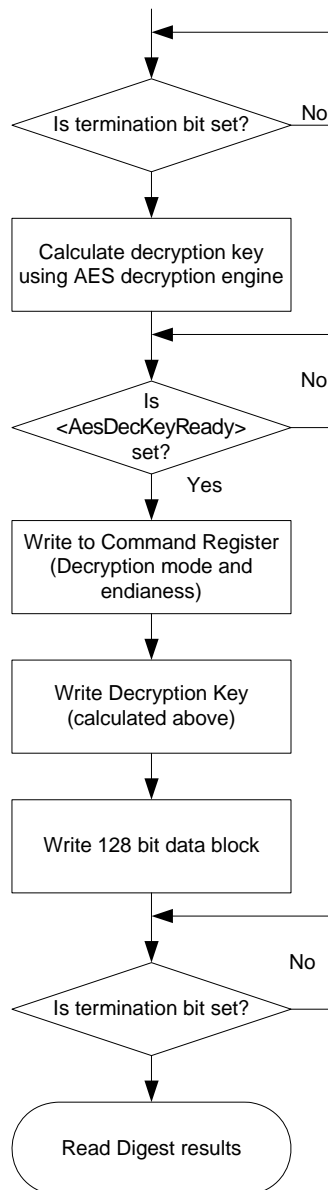 Is termination bit set?
No
Calculate decryption key
using AES decryption engine
No
Is
<AesDecKeyReady>
set?
Yes
Write to Command Register
(Decryption mode and
endianess)
Write Decryption Key
(calculated above)
Write 128 bit data block
No
Is termination bit set?
Read Digest results